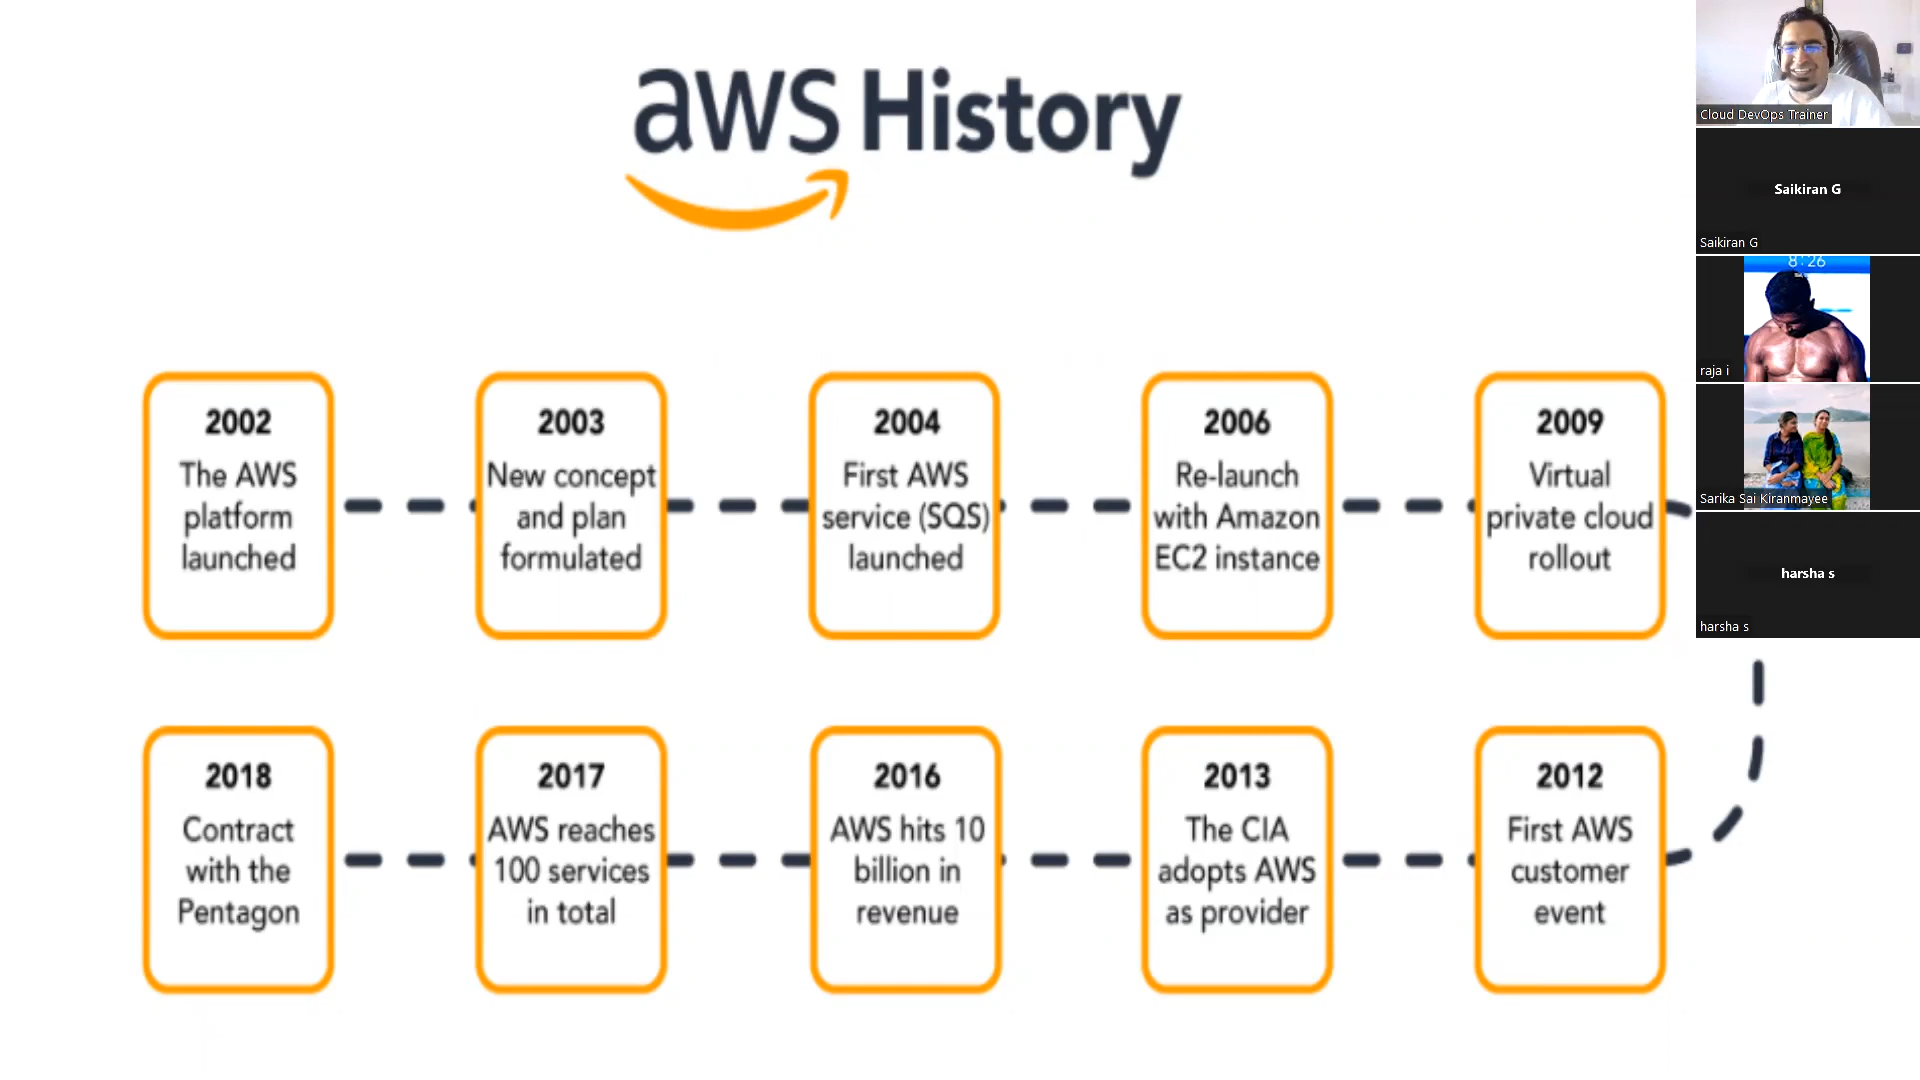 aws History
2002
The AWS
platform
launched
2003
New concept
and plan
formulated
2004
First AWS
service (SQS)
launched
2006
Re-launch
with Amazon
EC2 instance
2009
Virtual
private cloud
rollout
2018
Contract
with the
Pentagon
2017
AWS reaches
100 services
in total
2016
AWS hits 10
billion in
revenue
2013
The CIA
adopts AWS
as provider
2012
First AWS
customer
event
Cloud DevOps Trainer
Saikiran G
Saikiran G
8:26
raja i
Sarika Sai Kiranmayee
harsha s
harsha s